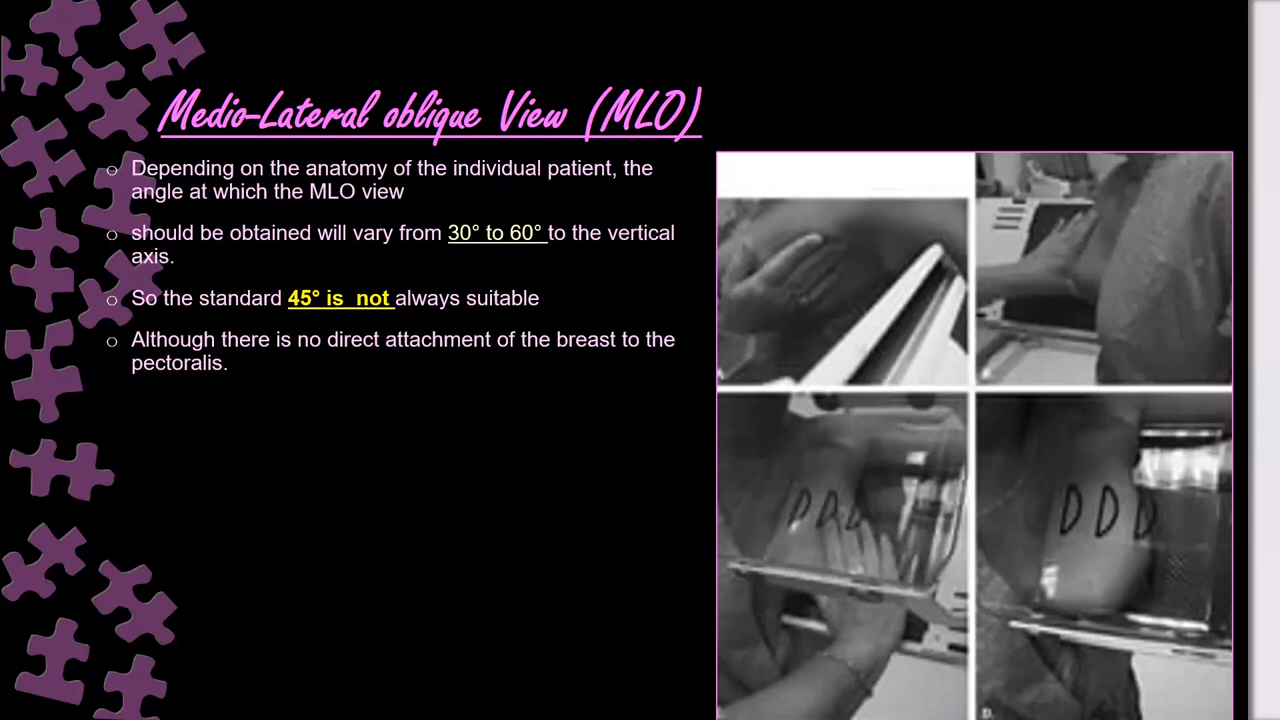 Medio-Lateral oblique View (MLO)
Depending on the anatomy of the individual patient, the
angle at which the MLO view
should be obtained will vary from 30° to 60° to the vertical
axis.
So the standard 45° is not always suitable
Although there is no direct attachment of the breast to the
pectoralis.
D D D
D D D